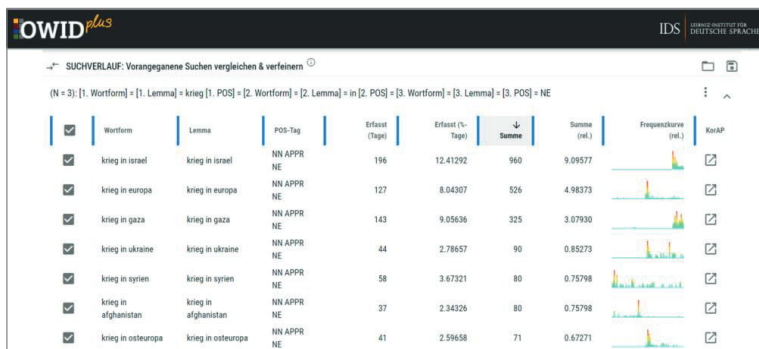 OWID plus
IDS LEIBNIZ-INSTITUT FÜR
DEUTSCHE SPRACHE
SUCHVERLAUF: Vorangeganene Suchen vergleichen & verfeinern
(N = 3): [1. Wortform] = [1. Lemma] = krieg [1. POS] = [2. Wortform] = [2. Lemma] = in [2. POS] = [3. Wortform] = [3. Lemma] = [3. POS] = NE
Wortform Lemma POS-Tag Erfasst (Tage) Erfasst (%-Tage) Summe Summe (rel.) Frequenzkurve (rel.) KorAP
krieg in israel krieg in israel NN APPR NE 196 12.41292 960 9.09577
krieg in europa krieg in europa NN APPR NE 127 8.04307 526 4.98373
krieg in gaza krieg in gaza NN APPR NE 143 9.05636 325 3.07930
krieg in ukraine krieg in ukraine NN APPR NE 44 2.78657 90 0.85273
krieg in syrien krieg in syrien NN APPR NE 58 3.67321 80 0.75798
krieg in afghanistan krieg in afghanistan NN APPR NE 37 2.34326 80 0.75798
krieg in osteuropa krieg in osteuropa NN APPR NE 41 2.59658 71 0.67271